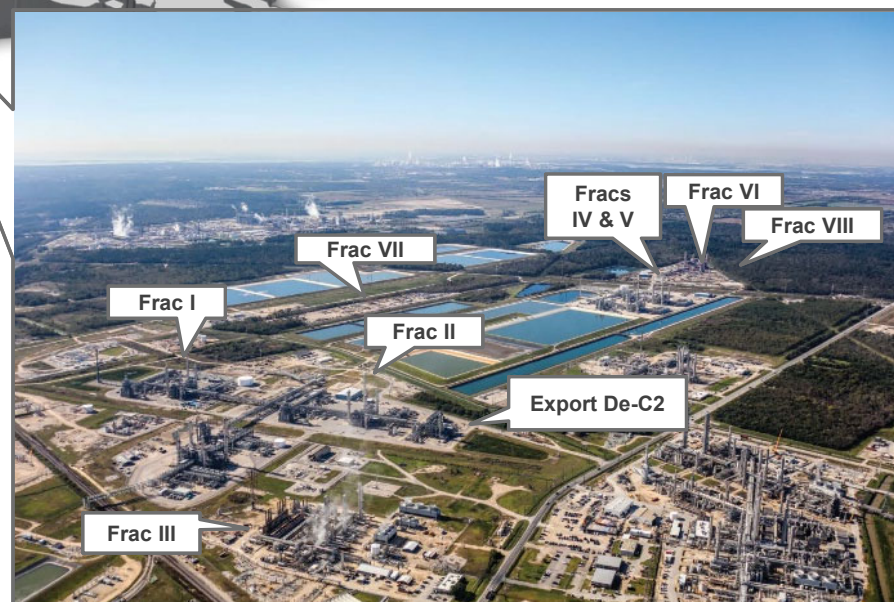 Fracs
IV & V
Frac VI
Frac VIII
Frac VII
Frac I
Frac II
Export De-C2
Frac III